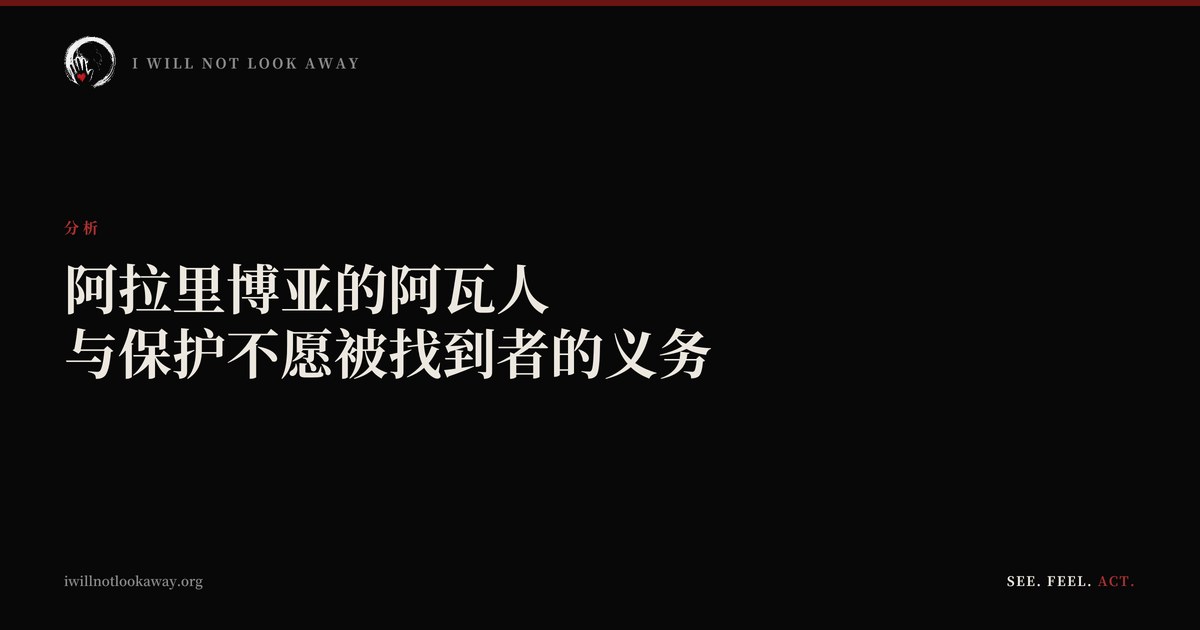 I WILL NOT LOOK AWAY
分析
阿拉里博亚的阿瓦人
与保护不愿被找到者的义务
iwillnotlookaway.org
SEE. FEEL. ACT.